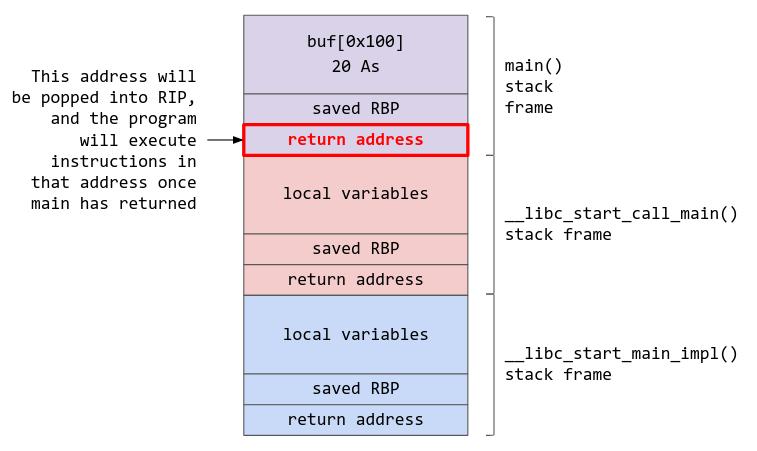 buf[0x100]
20 As
saved RBP
return address
local variables
saved RBP
return address
local variables
saved RBP
return address
This address will
be popped into RIP,
and the program
will execute
instructions in
that address once
main has returned
main()
stack
frame
__libc_start_call_main()
stack frame
__libc_start_main_impl()
stack frame